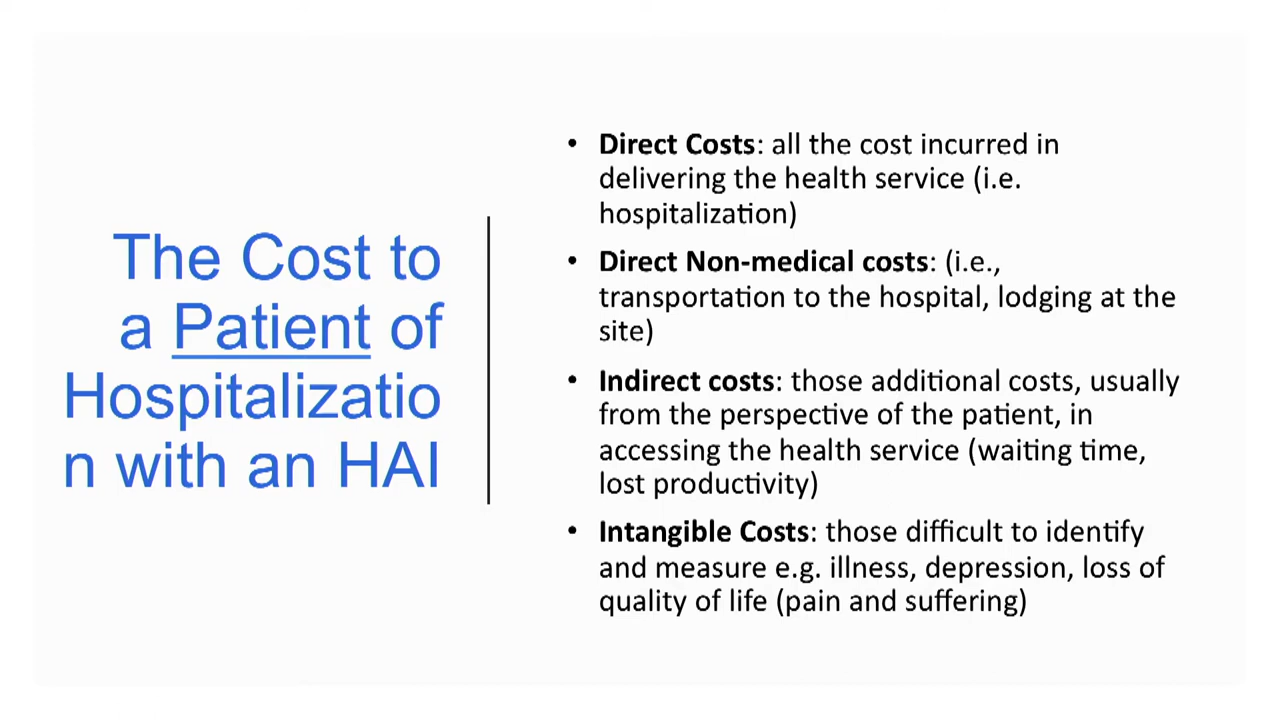 The Cost to
a Patient of
Hospitalizatio
n with an HAI
• Direct Costs: all the cost incurred in
delivering the health service (i.e.
hospitalization)
• Direct Non-medical costs: (i.e.,
transportation to the hospital, lodging at the
site)
• Indirect costs: those additional costs, usually
from the perspective of the patient, in
accessing the health service (waiting time,
lost productivity)
• Intangible Costs: those difficult to identify
and measure e.g. illness, depression, loss of
quality of life (pain and suffering)